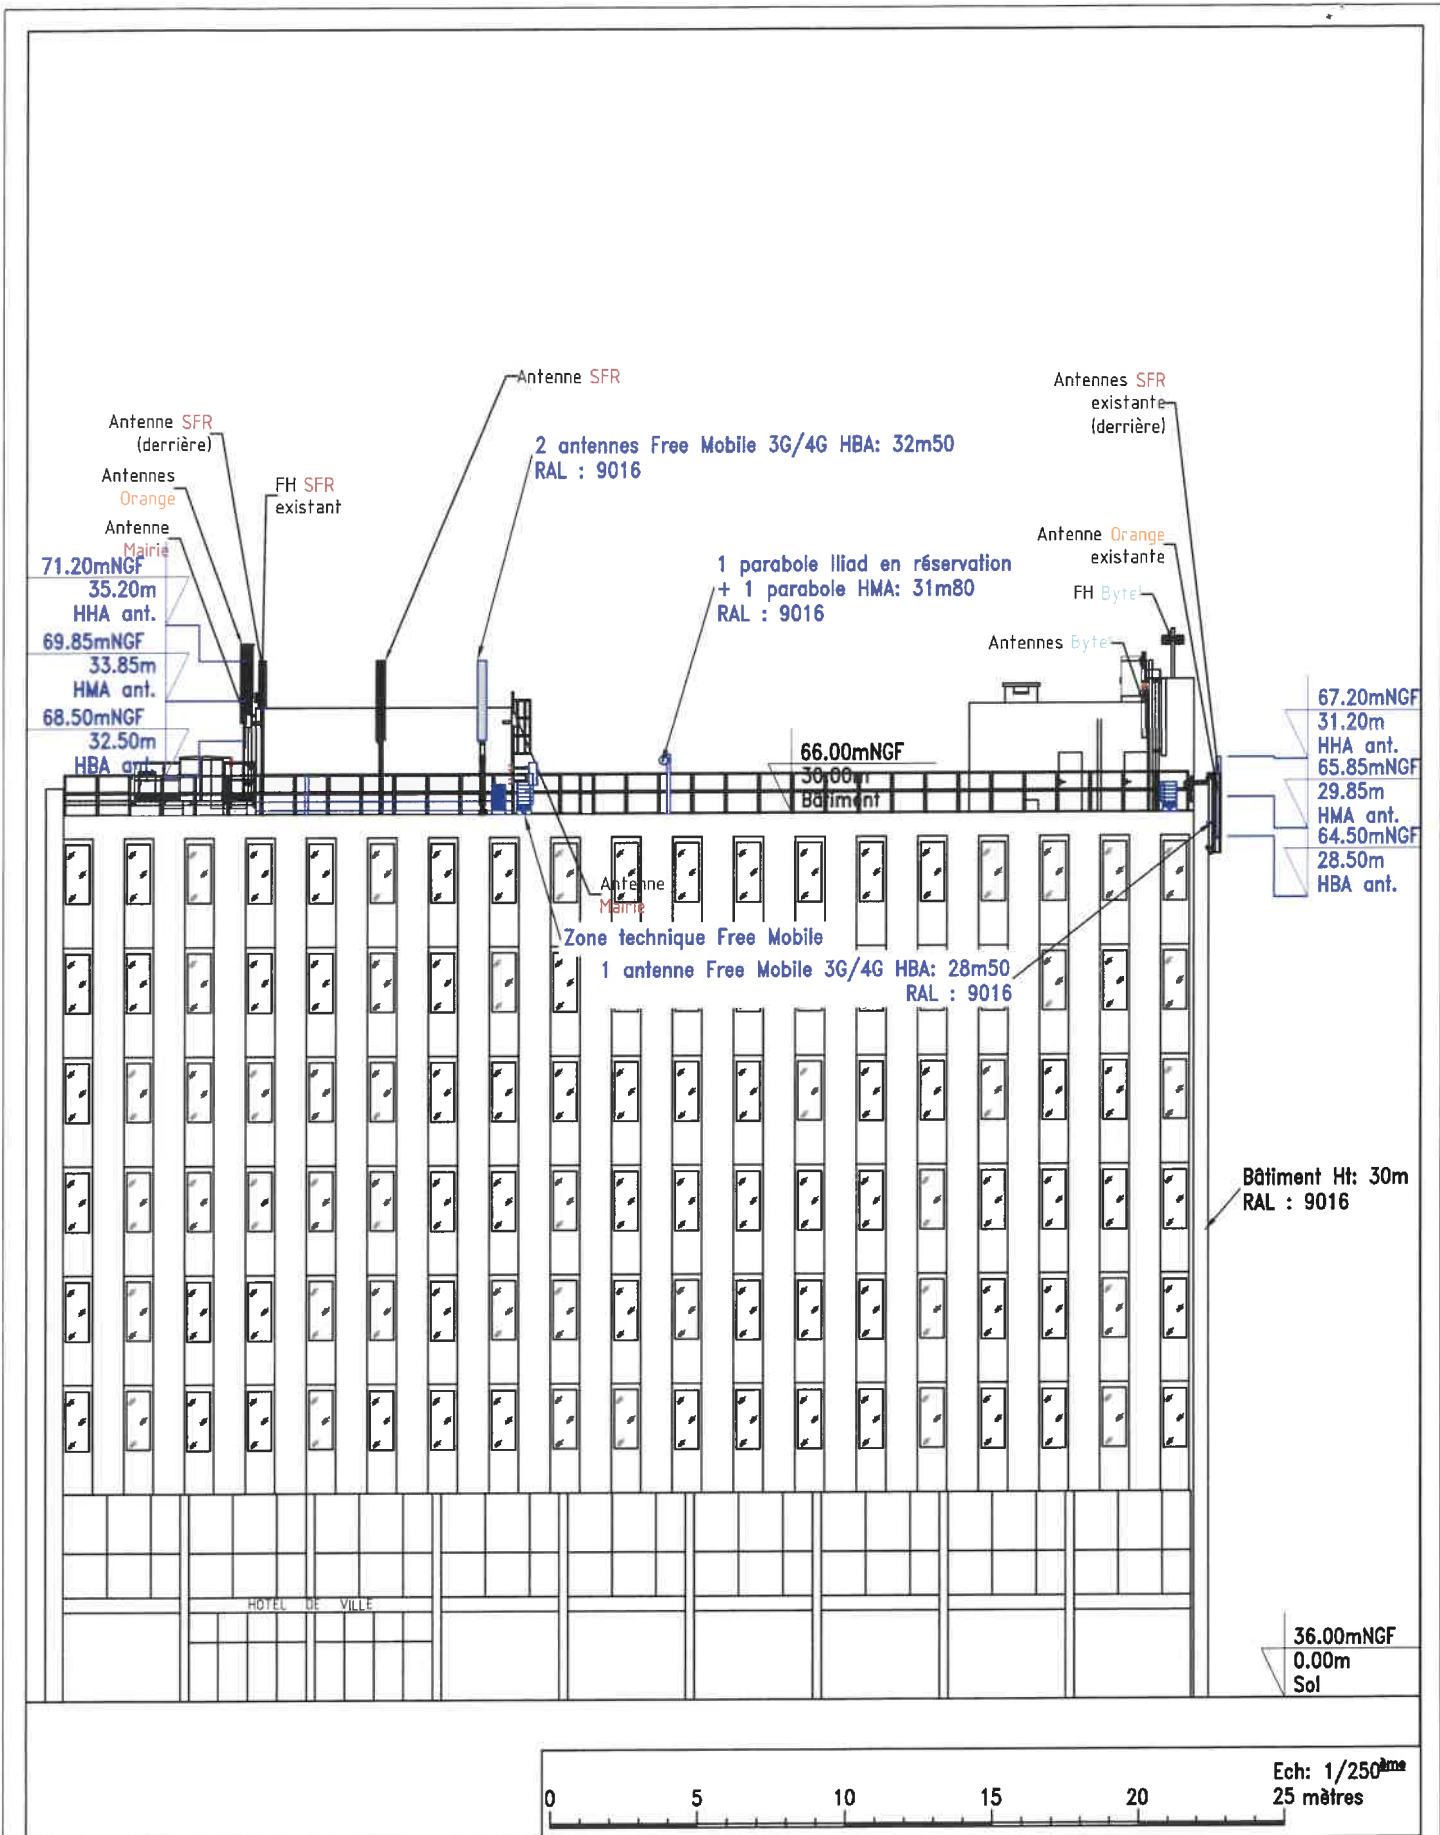 Antenne SFR
Antennes SFR
existante
(derrière)
Antenne SFR
(derrière)
2 antennes Free Mobile 3G/4G HBA: 32m50
RAL : 9016
Antennes
Orange
FH SFR
existant
Antenne
Mairie
Antenne Orange
existante
71.20mNGF
35.20m
HHA ant.
1 parabole Iliad en réservation
+ 1 parabole HMA: 31m80
RAL : 9016
FH Bytel
69.85mNGF
33.85m
HMA ant.
Antennes Bytel
68.50mNGF
32.50m
HBA ant.
67.20mNGF
31.20m
HHA ant.
66.00mNGF
30.00m
Bâtiment
65.85mNGF
29.85m
HMA ant.
64.50mNGF
28.50m
HBA ant.
Antenne
Mairie
Zone technique Free Mobile
1 antenne Free Mobile 3G/4G HBA: 28m50
RAL : 9016
Bâtiment Ht: 30m
RAL : 9016
HOTEL DE VILLE
36.00mNGF
0.00m
Sol
Ech: 1/250ème
0 5 10 15 20 25 mètres